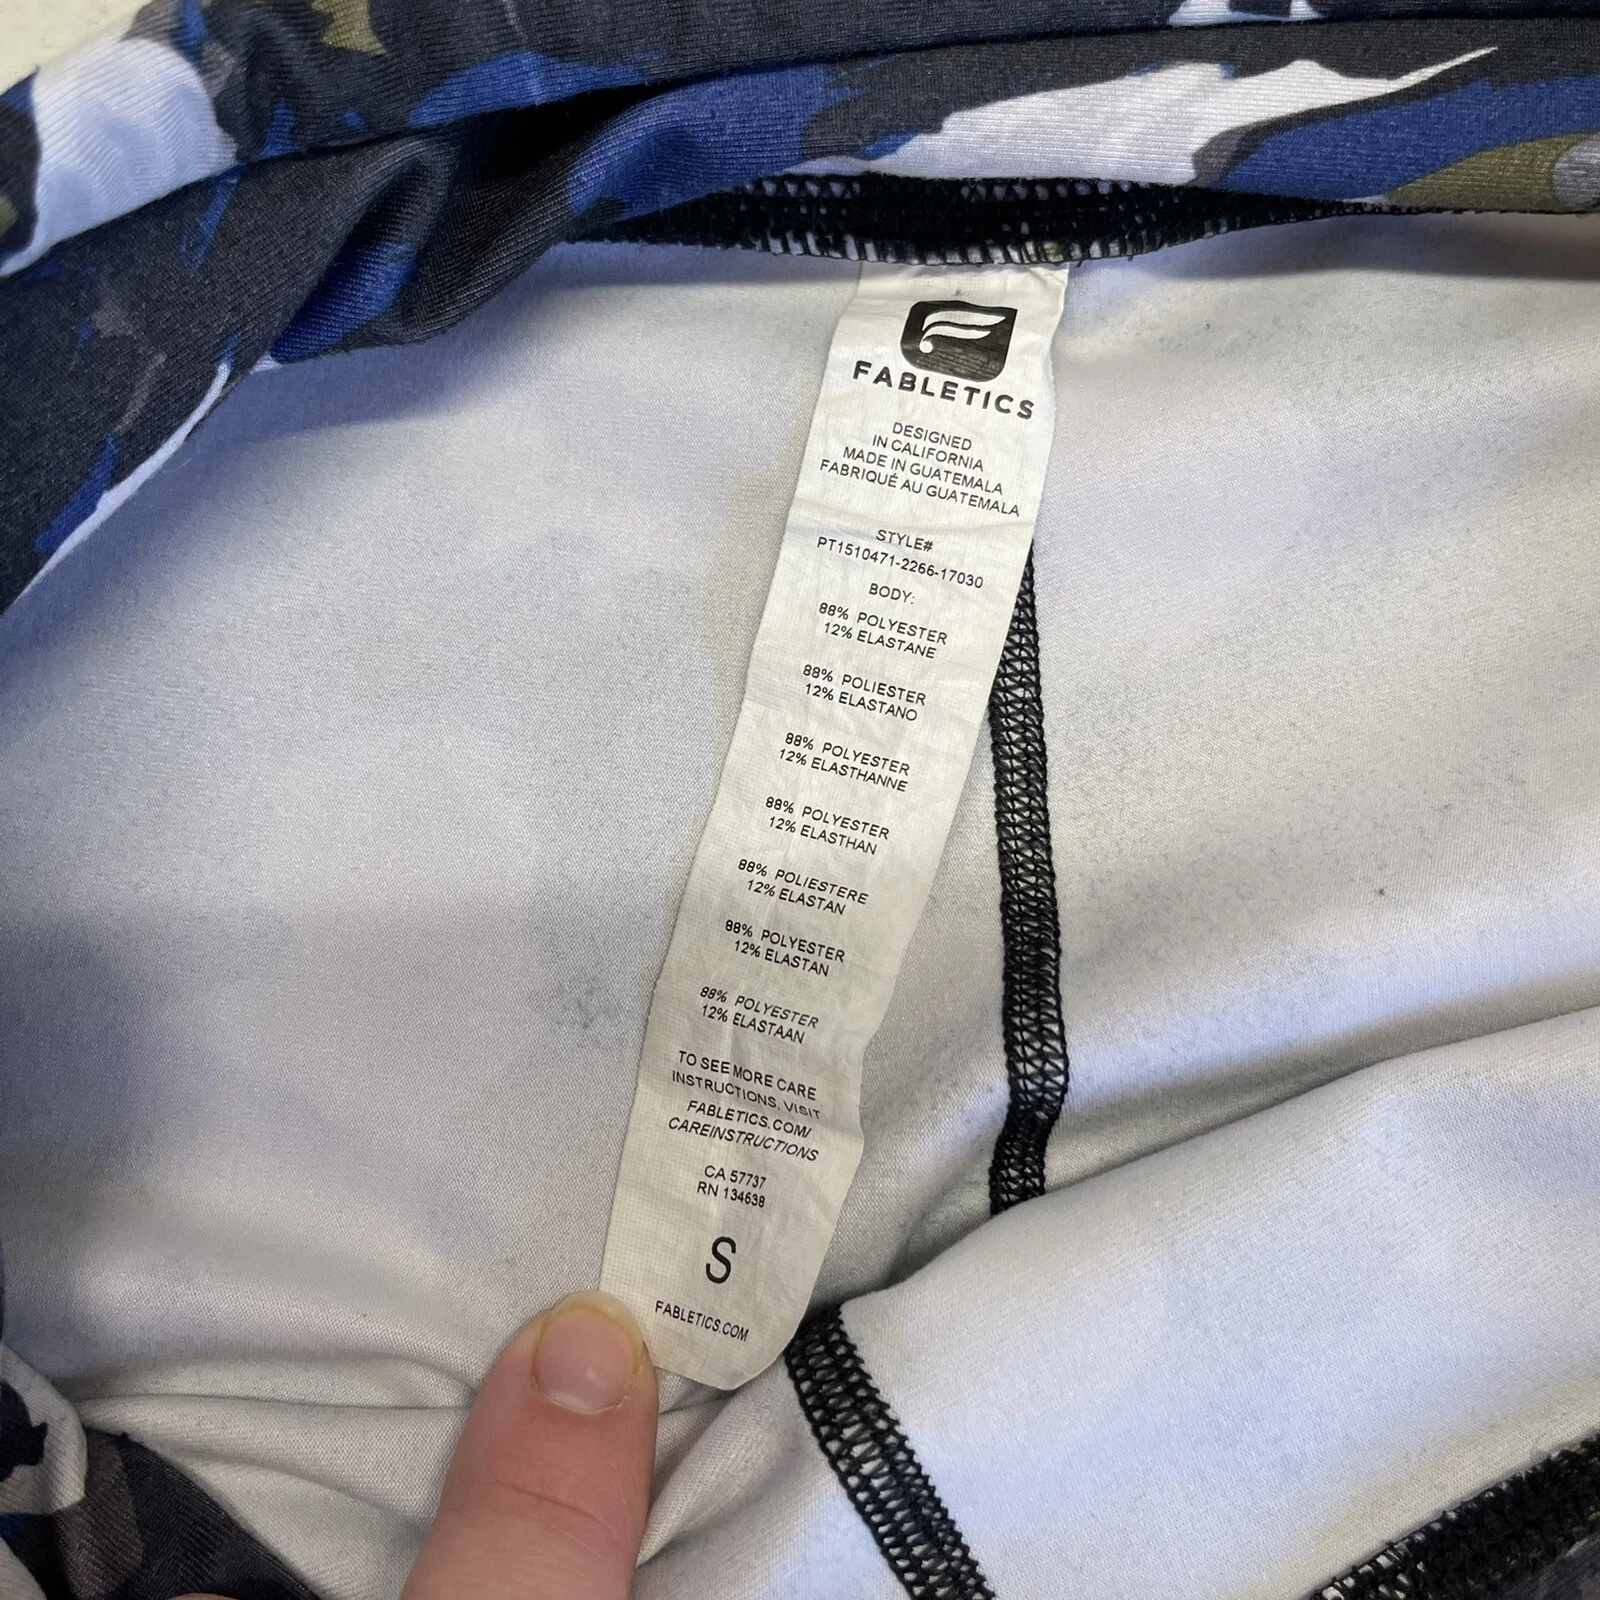 FABLETICS
DESIGNED
IN CALIFORNIA
MADE IN GUATEMALA
FABRIQUÉ AU GUATEMALA
STYLE#
PT1510471-2266-17030
BODY:
88% POLYESTER
12% ELASTANE
88% POLIESTER
12% ELASTANO
88% POLYESTER
12% ELASTHANNE
88% POLYESTER
12% ELASTHAN
88% POLIESTERE
12% ELASTAN
88% POLYESTER
12% ELASTAN
88% POLYESTER
12% ELASTAAN
TO SEE MORE CARE
INSTRUCTIONS, VISIT
FABLETICS.COM/
CAREINSTRUCTIONS
CA 57737
RN 134638
S
FABLETICS.COM